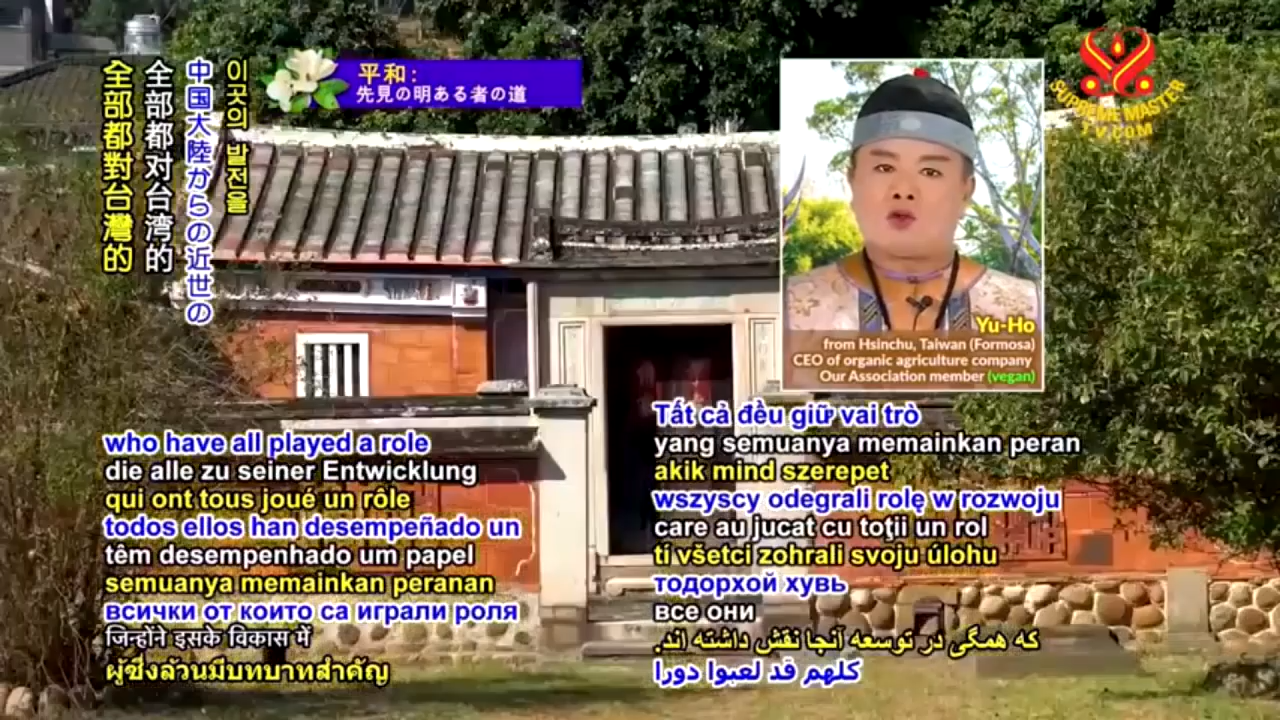 이곳의 발전을
中国大陸からの近世の
全部都对台湾的
全部都對台灣的
平和:
先見の明ある者の道
SUPREME MASTER
TV.COM
Yu-Ho
from Hsinchu, Taiwan (Formosa)
CEO of organic agriculture company
Our Association member (vegan)
who have all played a role
die alle zu seiner Entwicklung
qui ont tous joué un rôle
todos ellos han desempeñado un
têm desempenhado um papel
semuanya memainkan peranan
всички от които са играли роля
जिन्होंने इसके विकास में
ผู้ซึ่งล้วนมีบทบาทสำคัญ
Tất cả đều giữ vai trò
yang semuanya memainkan peran
akik mind szerepet
wszyscy odegrali rolę w rozwoju
care au jucat cu toţii un rol
tí všetci zohrali svoju úlohu
тодорхой хувь
все они
که همگی در توسعه آنجا نقش داشته اند.
كلهم قد لعبوا دورا